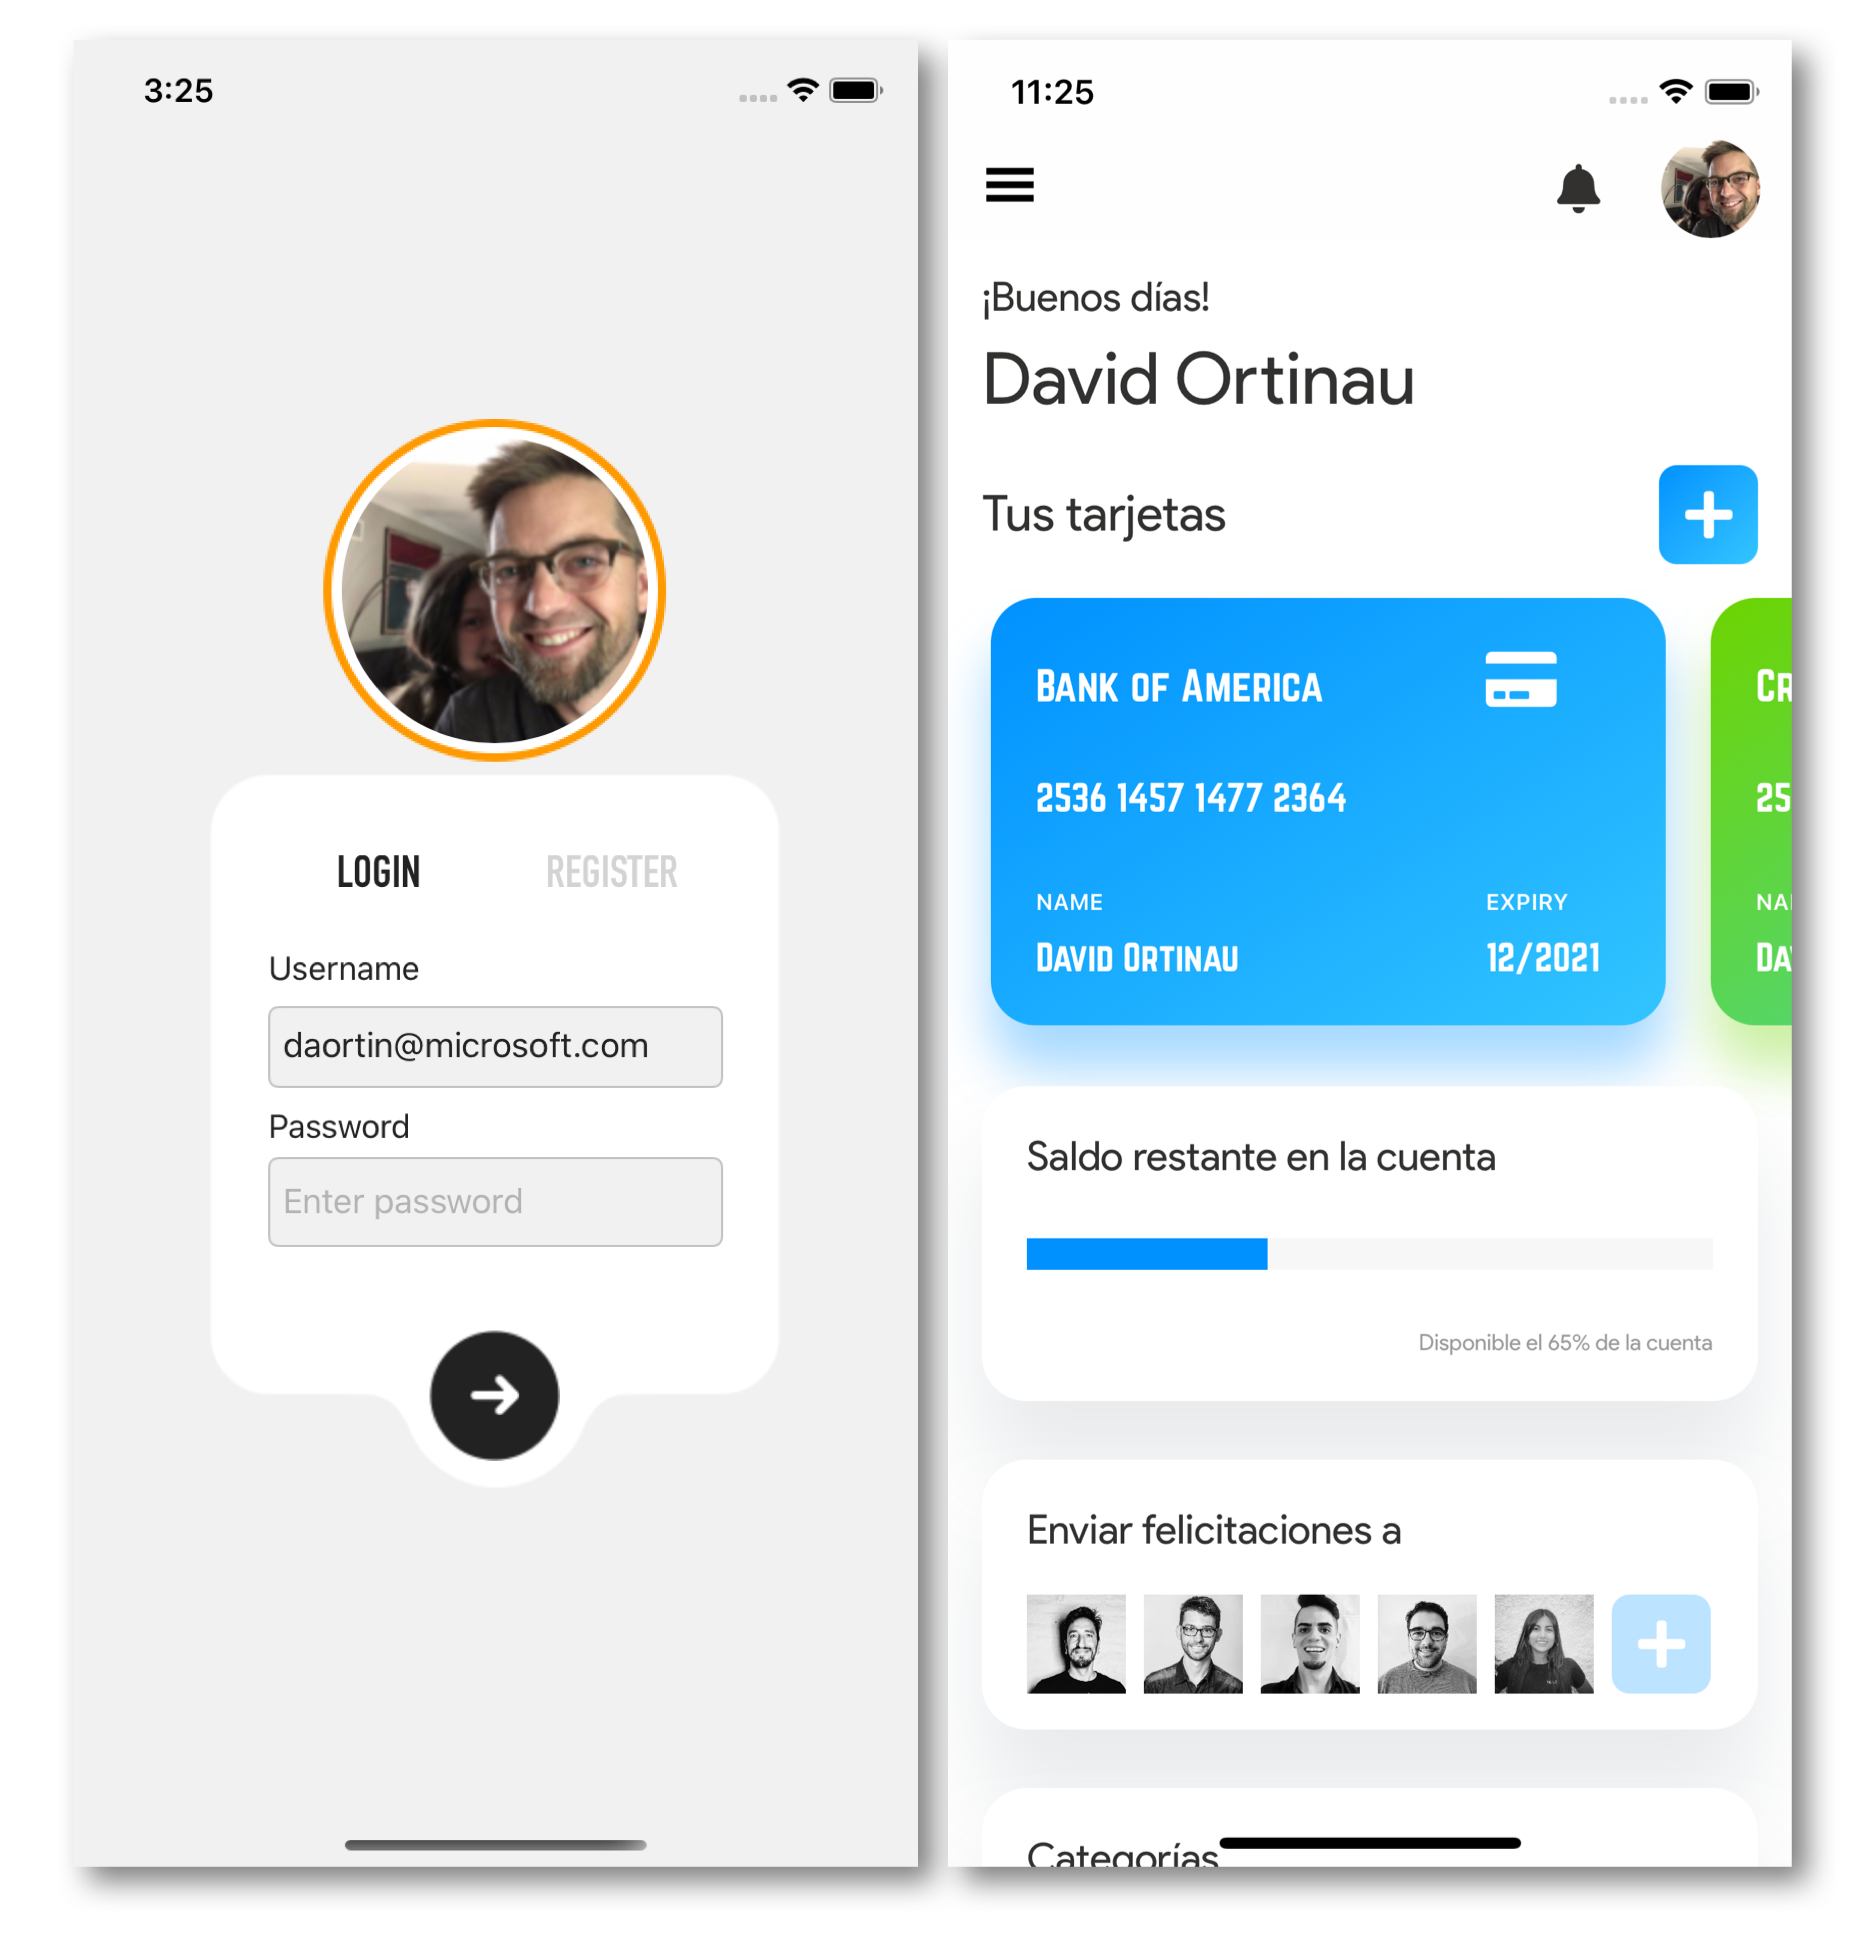 3:25
LOGIN REGISTER
Username
daortin@microsoft.com
Password
Enter password
11:25
¡Buenos días!
David Ortinau
Tus tarjetas
BANK OF AMERICA
2536 1457 1477 2364
NAME EXPIRY
DAVID ORTINAU 12/2021
CR
25
NA
DA
Saldo restante en la cuenta
Disponible el 65% de la cuenta
Enviar felicitaciones a
Categorías